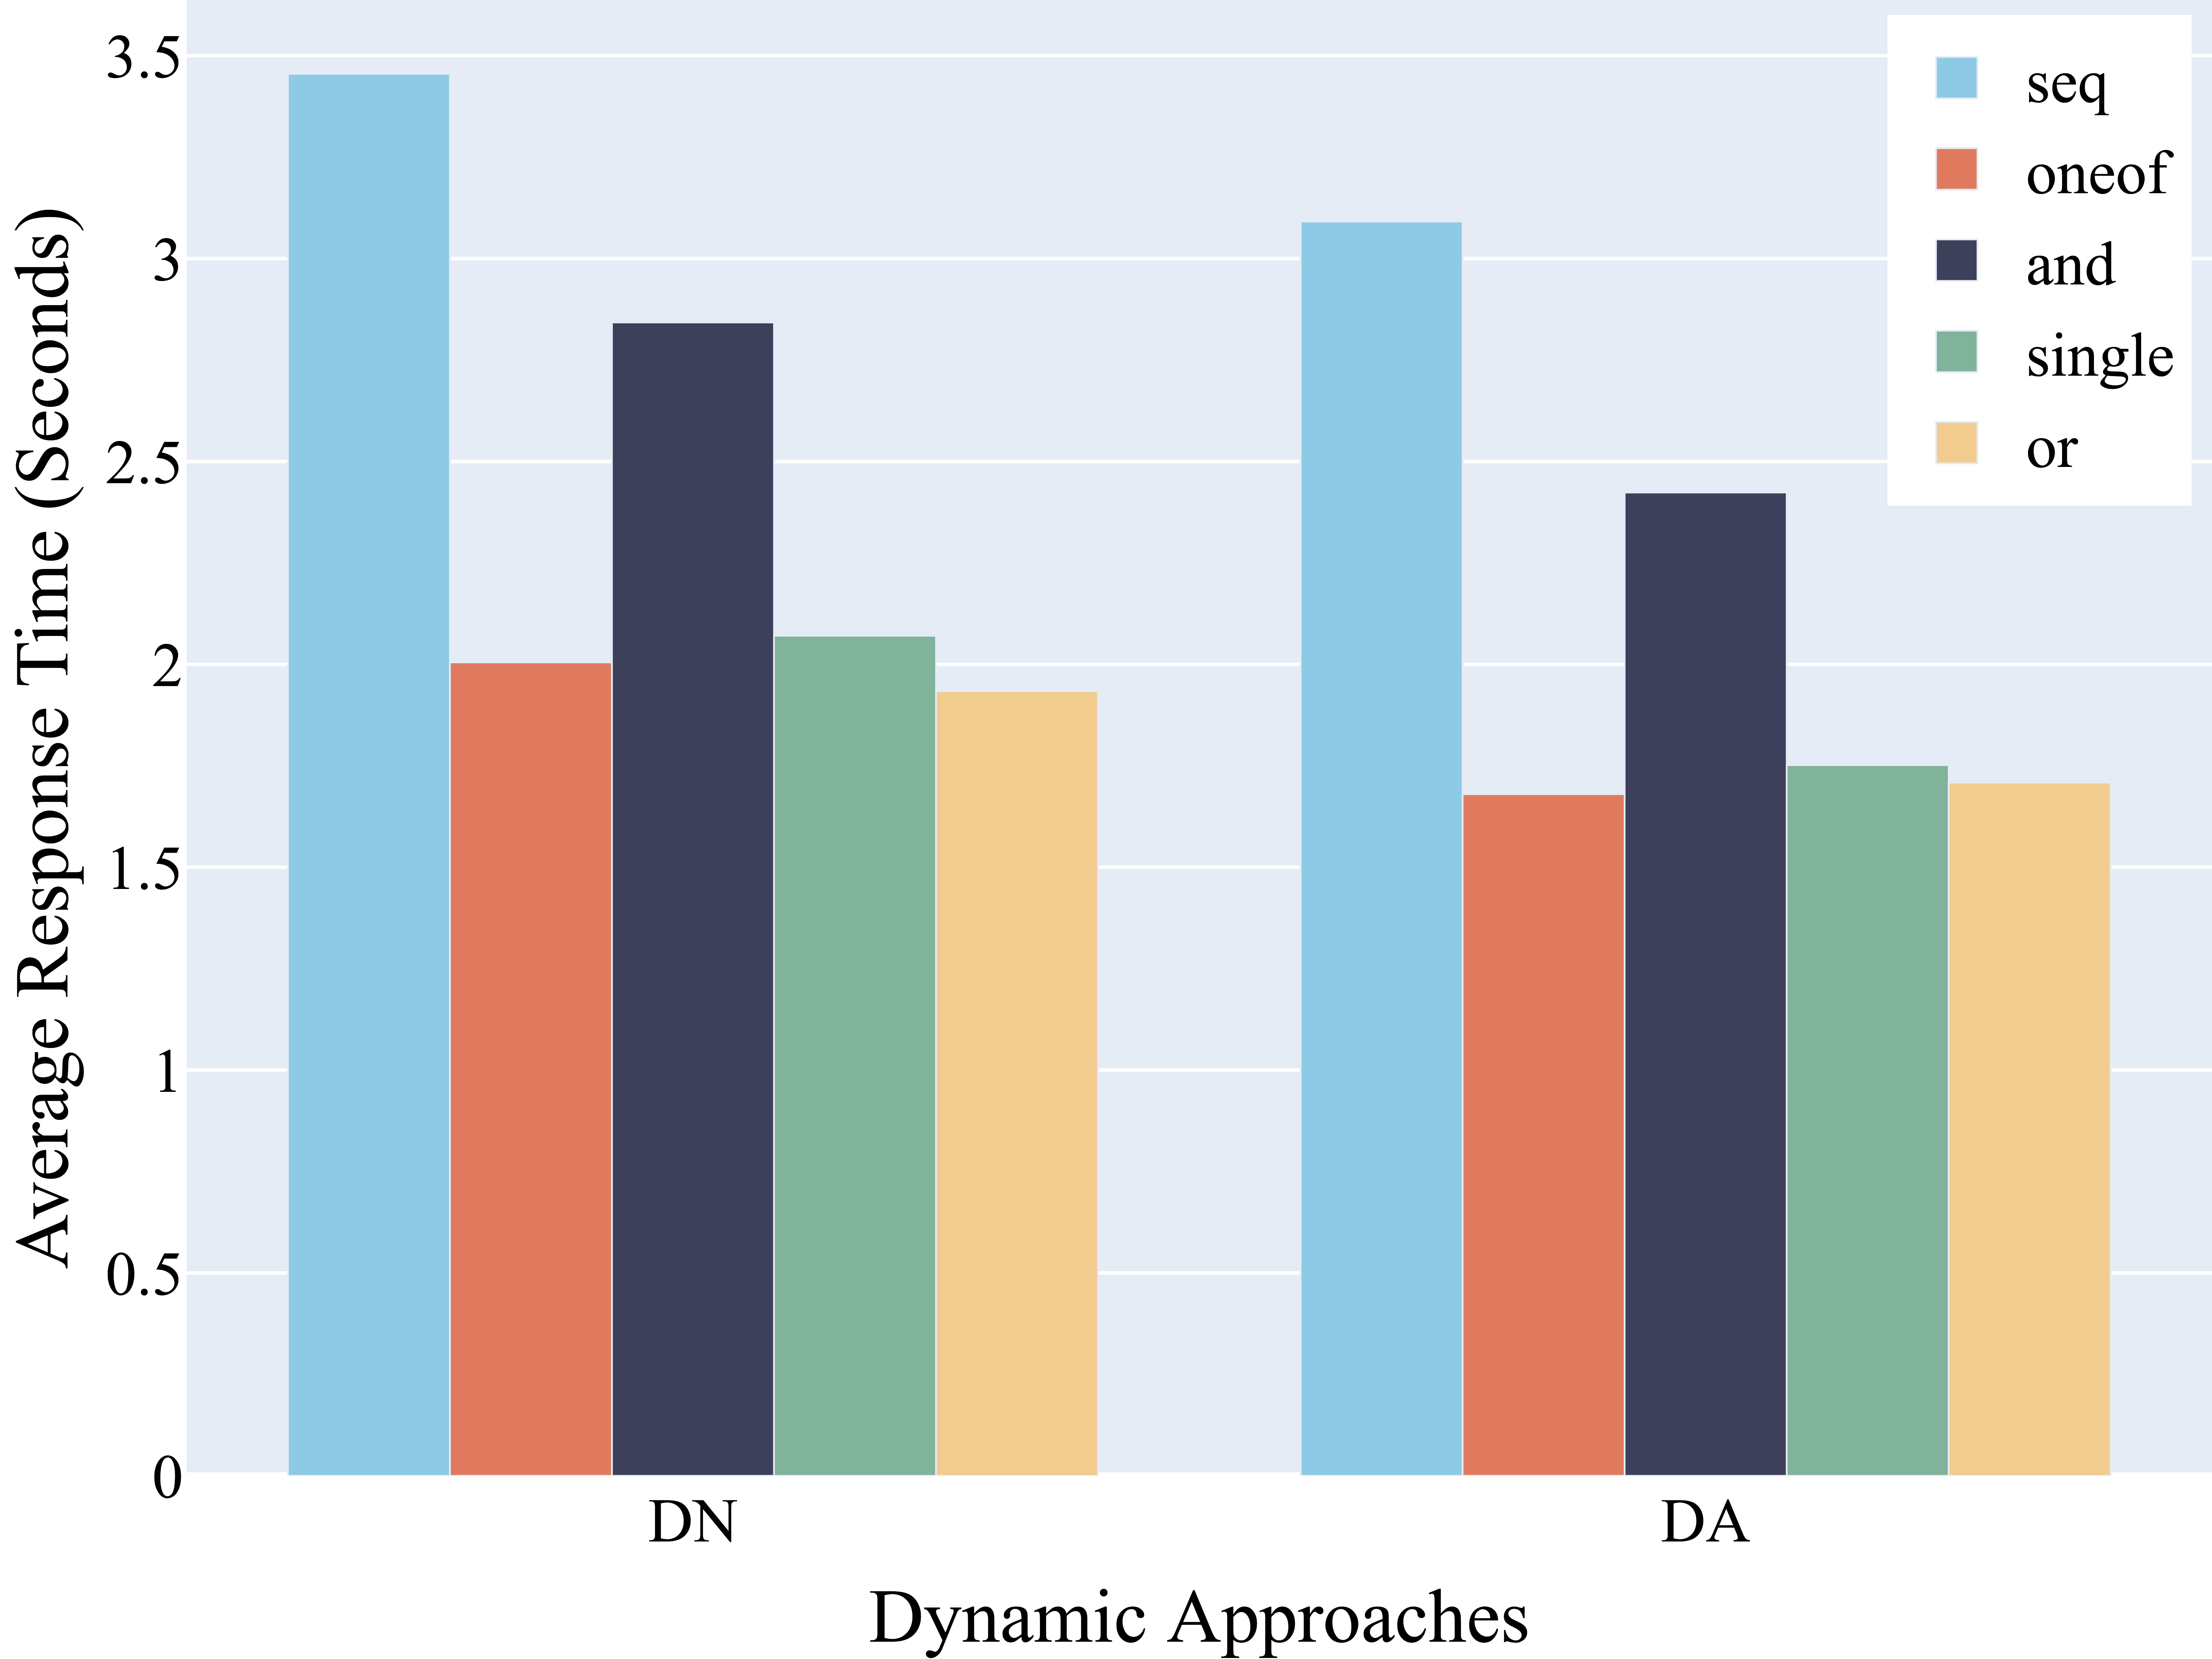 Average Response Time (Seconds)
3.5
3
2.5
2
1.5
1
0.5
0
seq
oneof
and
single
or
DN
DA
Dynamic Approaches